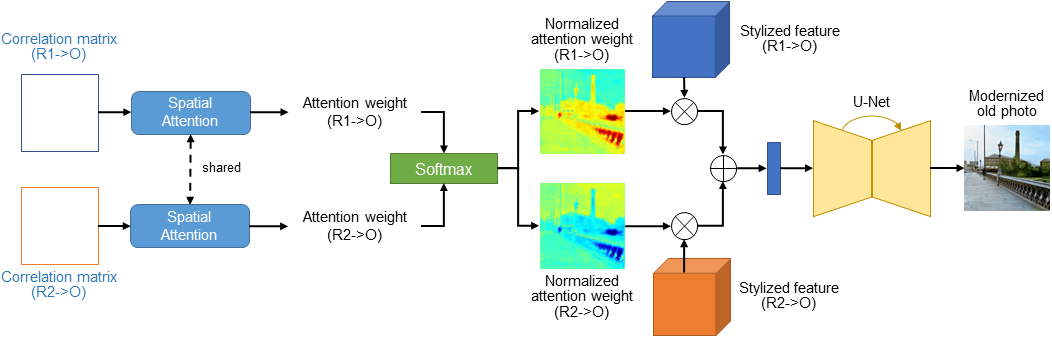 Correlation matrix
(R1->O)
Spatial
Attention
Attention weight
(R1->O)
shared
Softmax
Spatial
Attention
Attention weight
(R2->O)
Correlation matrix
(R2->O)
Normalized
attention weight
(R1->O)
Stylized feature
(R1->O)
Normalized
attention weight
(R2->O)
Stylized feature
(R2->O)
U-Net
Modernized
old photo